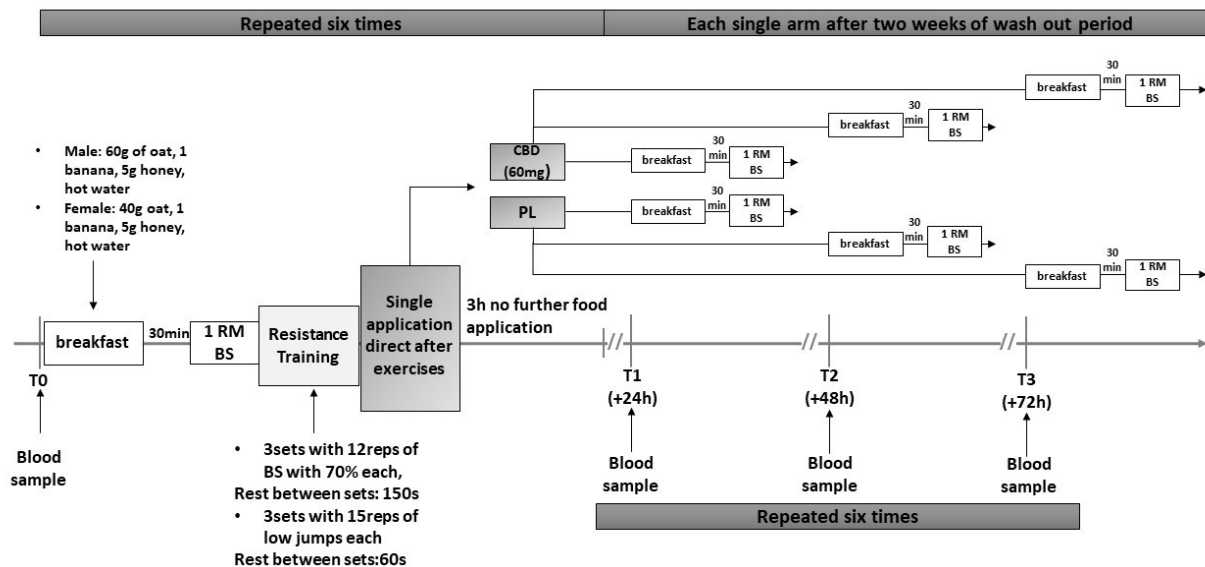 Repeated six times
Each single arm after two weeks of wash out period
• Male: 60g of oat, 1
banana, 5g honey,
hot water
• Female: 40g oat, 1
banana, 5g honey,
hot water
CBD
(60mg)
PL
breakfast
30
min
1 RM
BS
breakfast
30
min
1 RM
BS
breakfast
30
min
1 RM
BS
breakfast
30
min
1 RM
BS
breakfast
30
min
1 RM
BS
breakfast
30
min
1 RM
BS
breakfast
30min
1 RM
BS
Resistance
Training
Single
application
direct after
exercises
3h no further food
application
//
//
//
T0
T1
(+24h)
T2
(+48h)
T3
(+72h)
Blood
sample
Blood
sample
Blood
sample
Blood
sample
• 3sets with 12reps of
BS with 70% each,
Rest between sets: 150s
• 3sets with 15reps of
low jumps each
Rest between sets:60s
Repeated six times